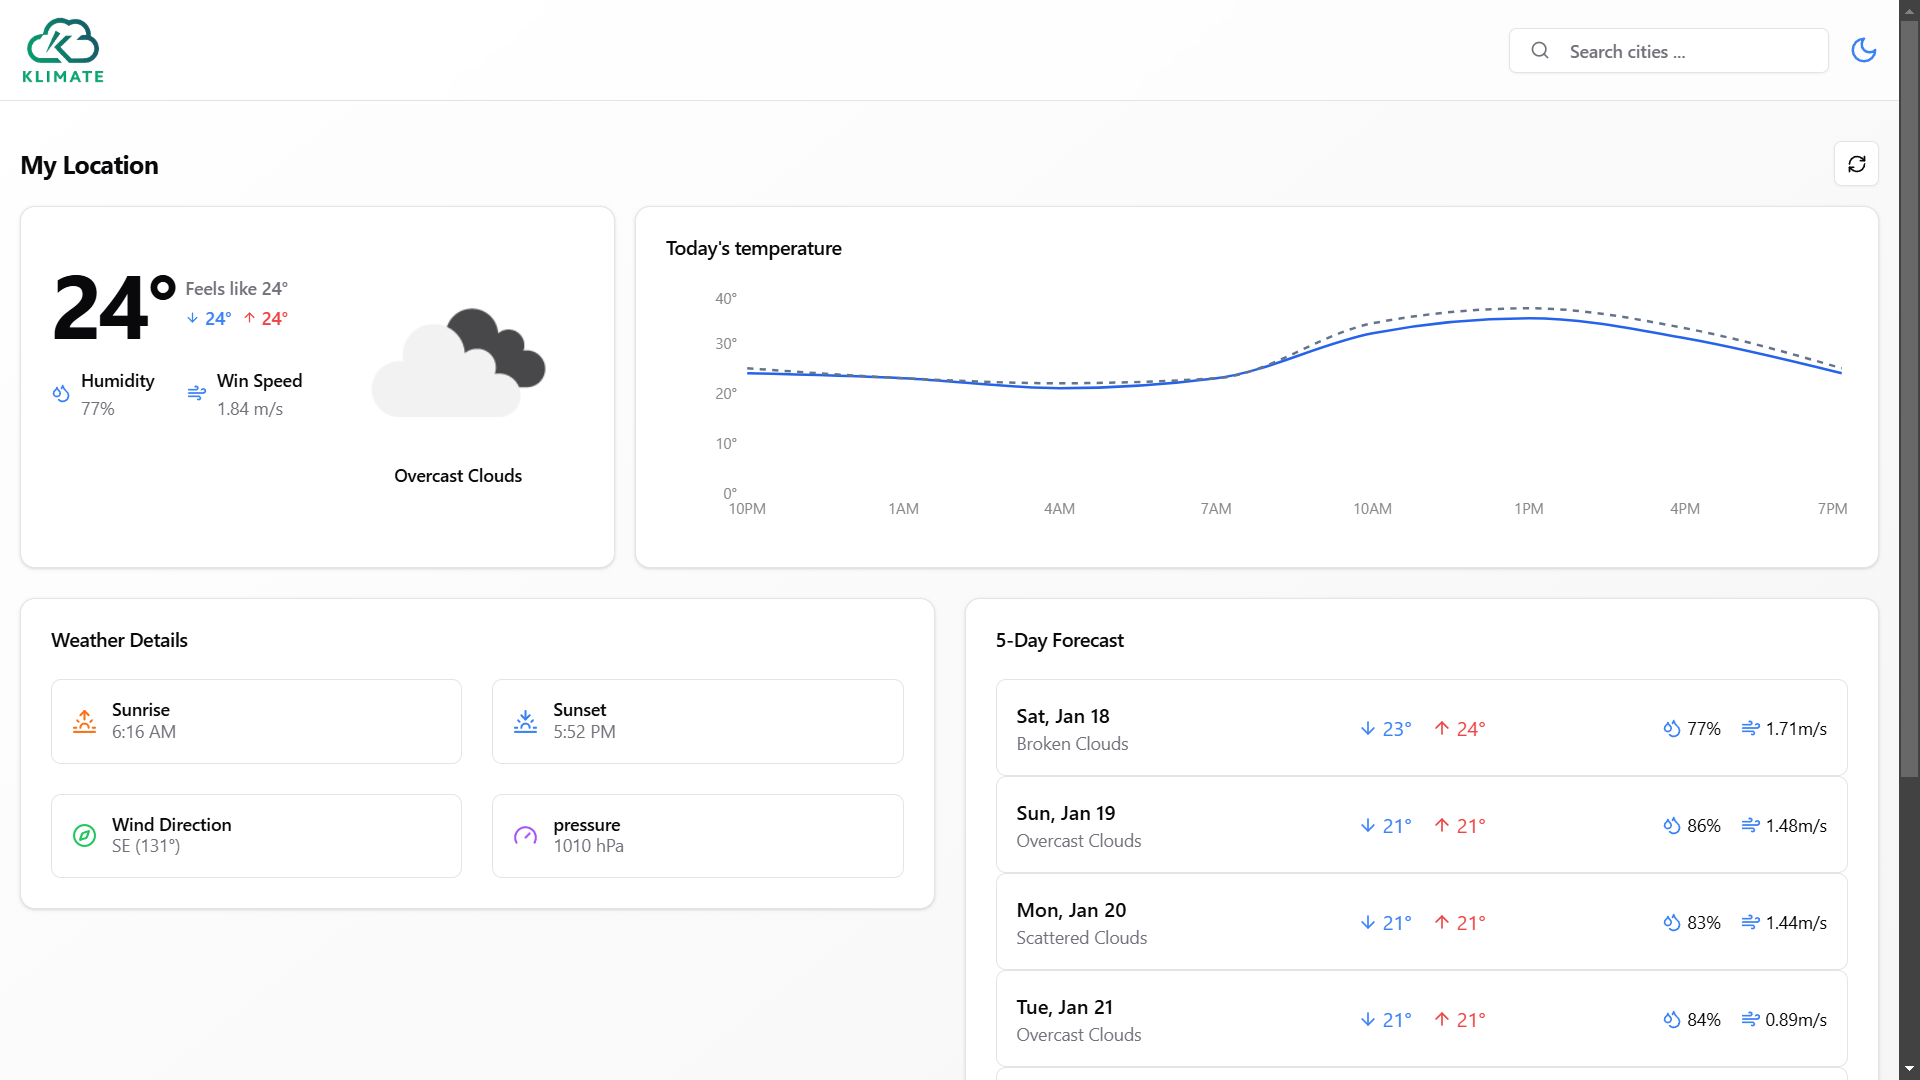 KLIMATE
Search cities ...
My Location
24°
Feels like 24°
24° 24°
Humidity
77%
Win Speed
1.84 m/s
Overcast Clouds
Today's temperature
40°
30°
20°
10°
0°
10PM 1AM 4AM 7AM 10AM 1PM 4PM 7PM
Weather Details
Sunrise
6:16 AM
Sunset
5:52 PM
Wind Direction
SE (131°)
pressure
1010 hPa
5-Day Forecast
Sat, Jan 18
Broken Clouds
23° 24° 77% 1.71m/s
Sun, Jan 19
Overcast Clouds
21° 21° 86% 1.48m/s
Mon, Jan 20
Scattered Clouds
21° 21° 83% 1.44m/s
Tue, Jan 21
Overcast Clouds
21° 21° 84% 0.89m/s